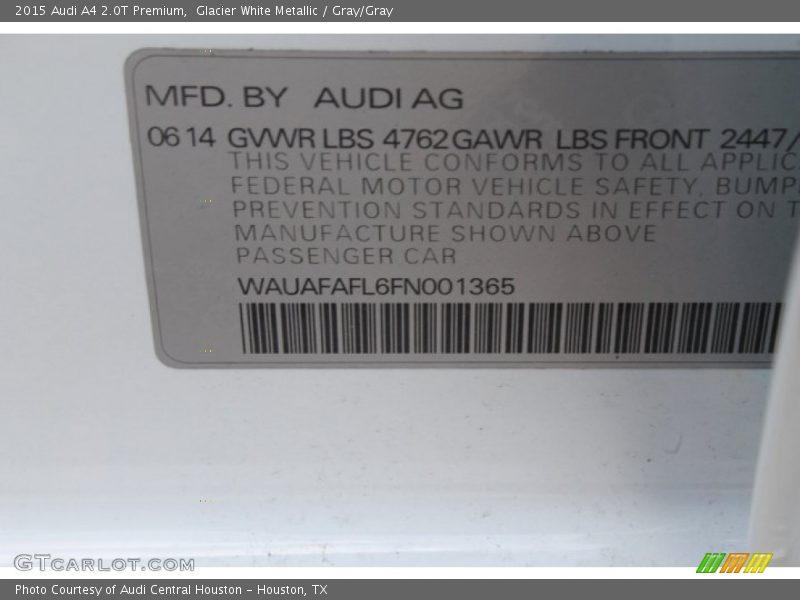 2015 Audi A4 2.0T Premium,  Glacier White Metallic / Gray/Gray
MFD. BY AUDI AG
06 14 GVWR LBS 4762 GAWR LBS FRONT 2447/
THIS VEHICLE CONFORMS TO ALL APPLIC
FEDERAL MOTOR VEHICLE SAFETY, BUMP
PREVENTION STANDARDS IN EFFECT ON T
MANUFACTURE SHOWN ABOVE
PASSENGER CAR
WAUAFAFL6FN001365
GTCARLOT.COM
Photo Courtesy of Audi Central Houston - Houston, TX